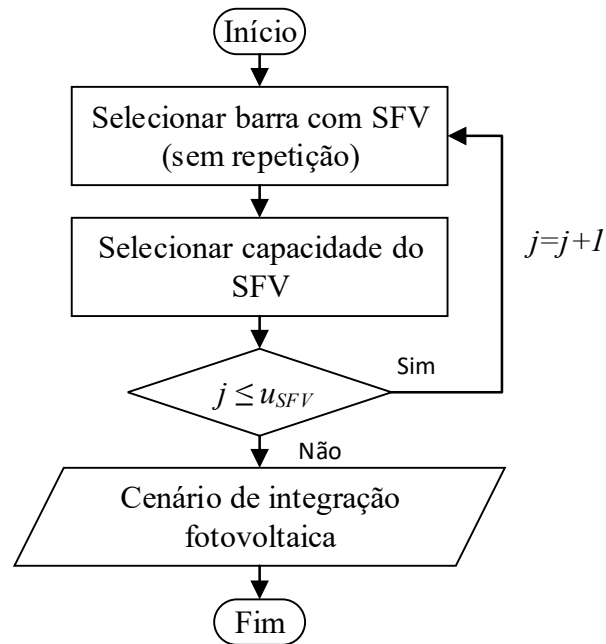 Início
Selecionar barra com SFV
(sem repetição)
Selecionar capacidade do
SFV
j=j+1
Sim
j ≤ uSFV
Não
Cenário de integração
fotovoltaica
Fim